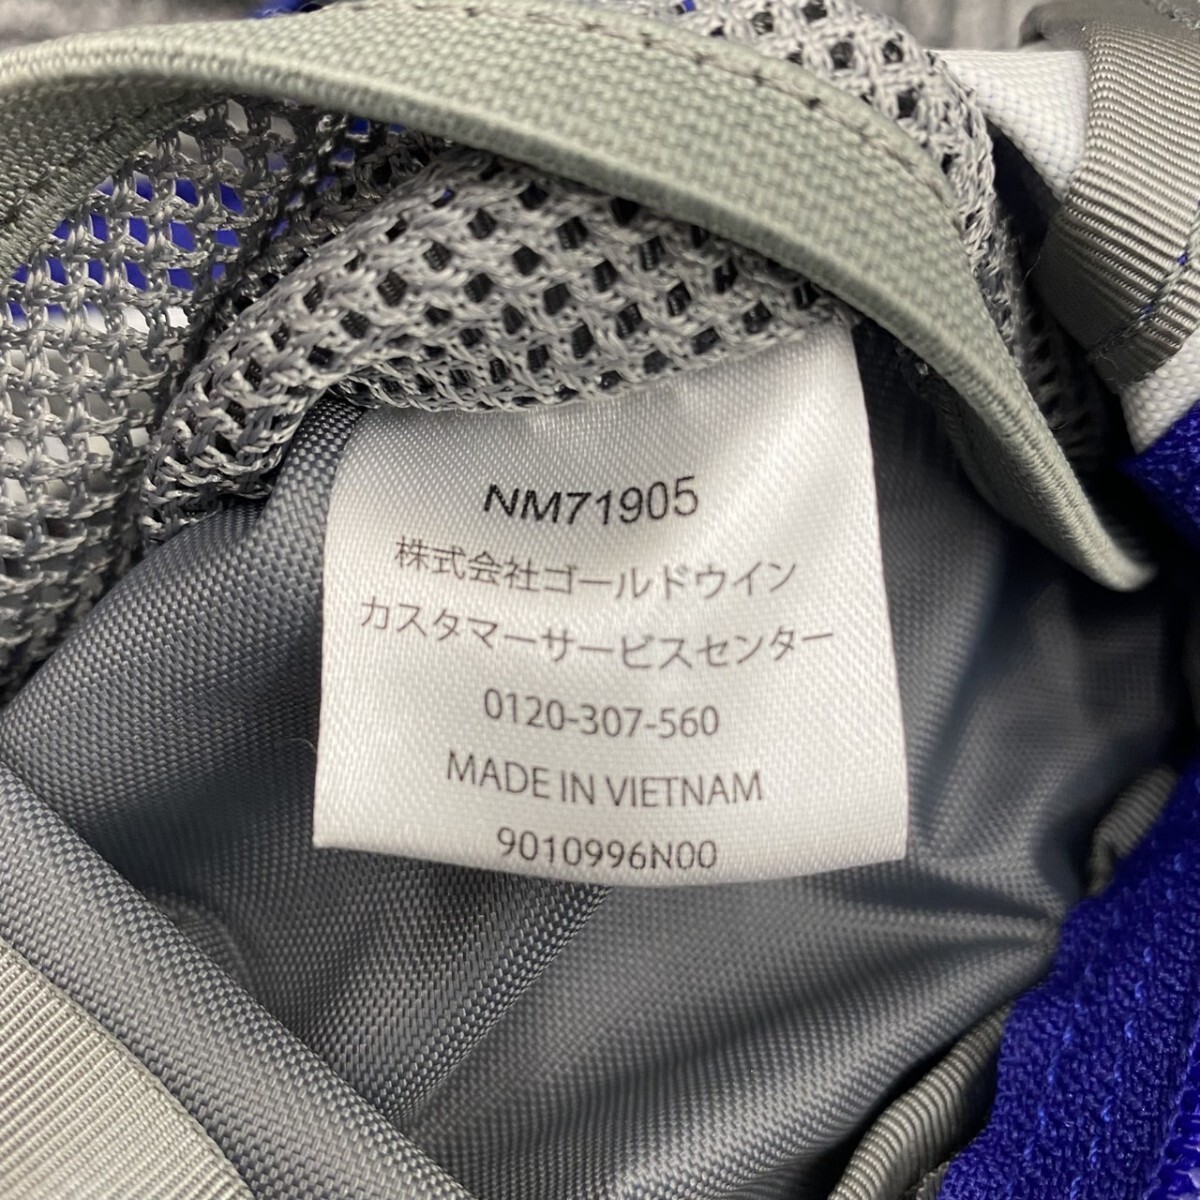 NM71905
株式会社ゴールドウイン
カスタマーサービスセンター
0120-307-560
MADE IN VIETNAM
9010996N00